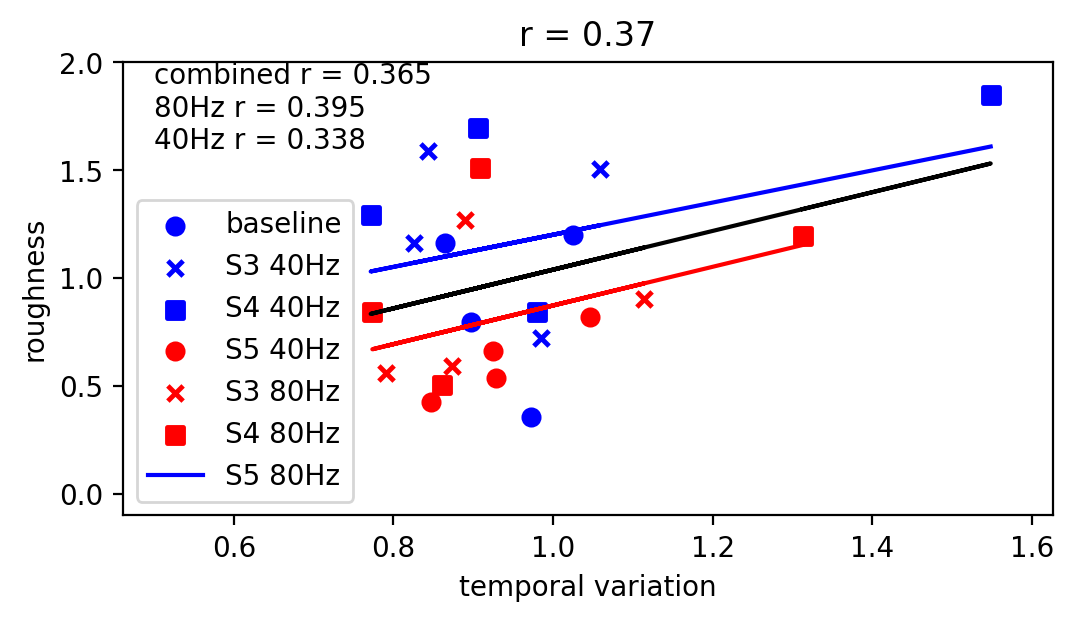 r = 0.37
combined r = 0.365
80Hz r = 0.395
40Hz r = 0.338
baseline
S3 40Hz
S4 40Hz
S5 40Hz
S3 80Hz
S4 80Hz
S5 80Hz
roughness
2.0
1.5
1.0
0.5
0.0
0.6 0.8 1.0 1.2 1.4 1.6
temporal variation